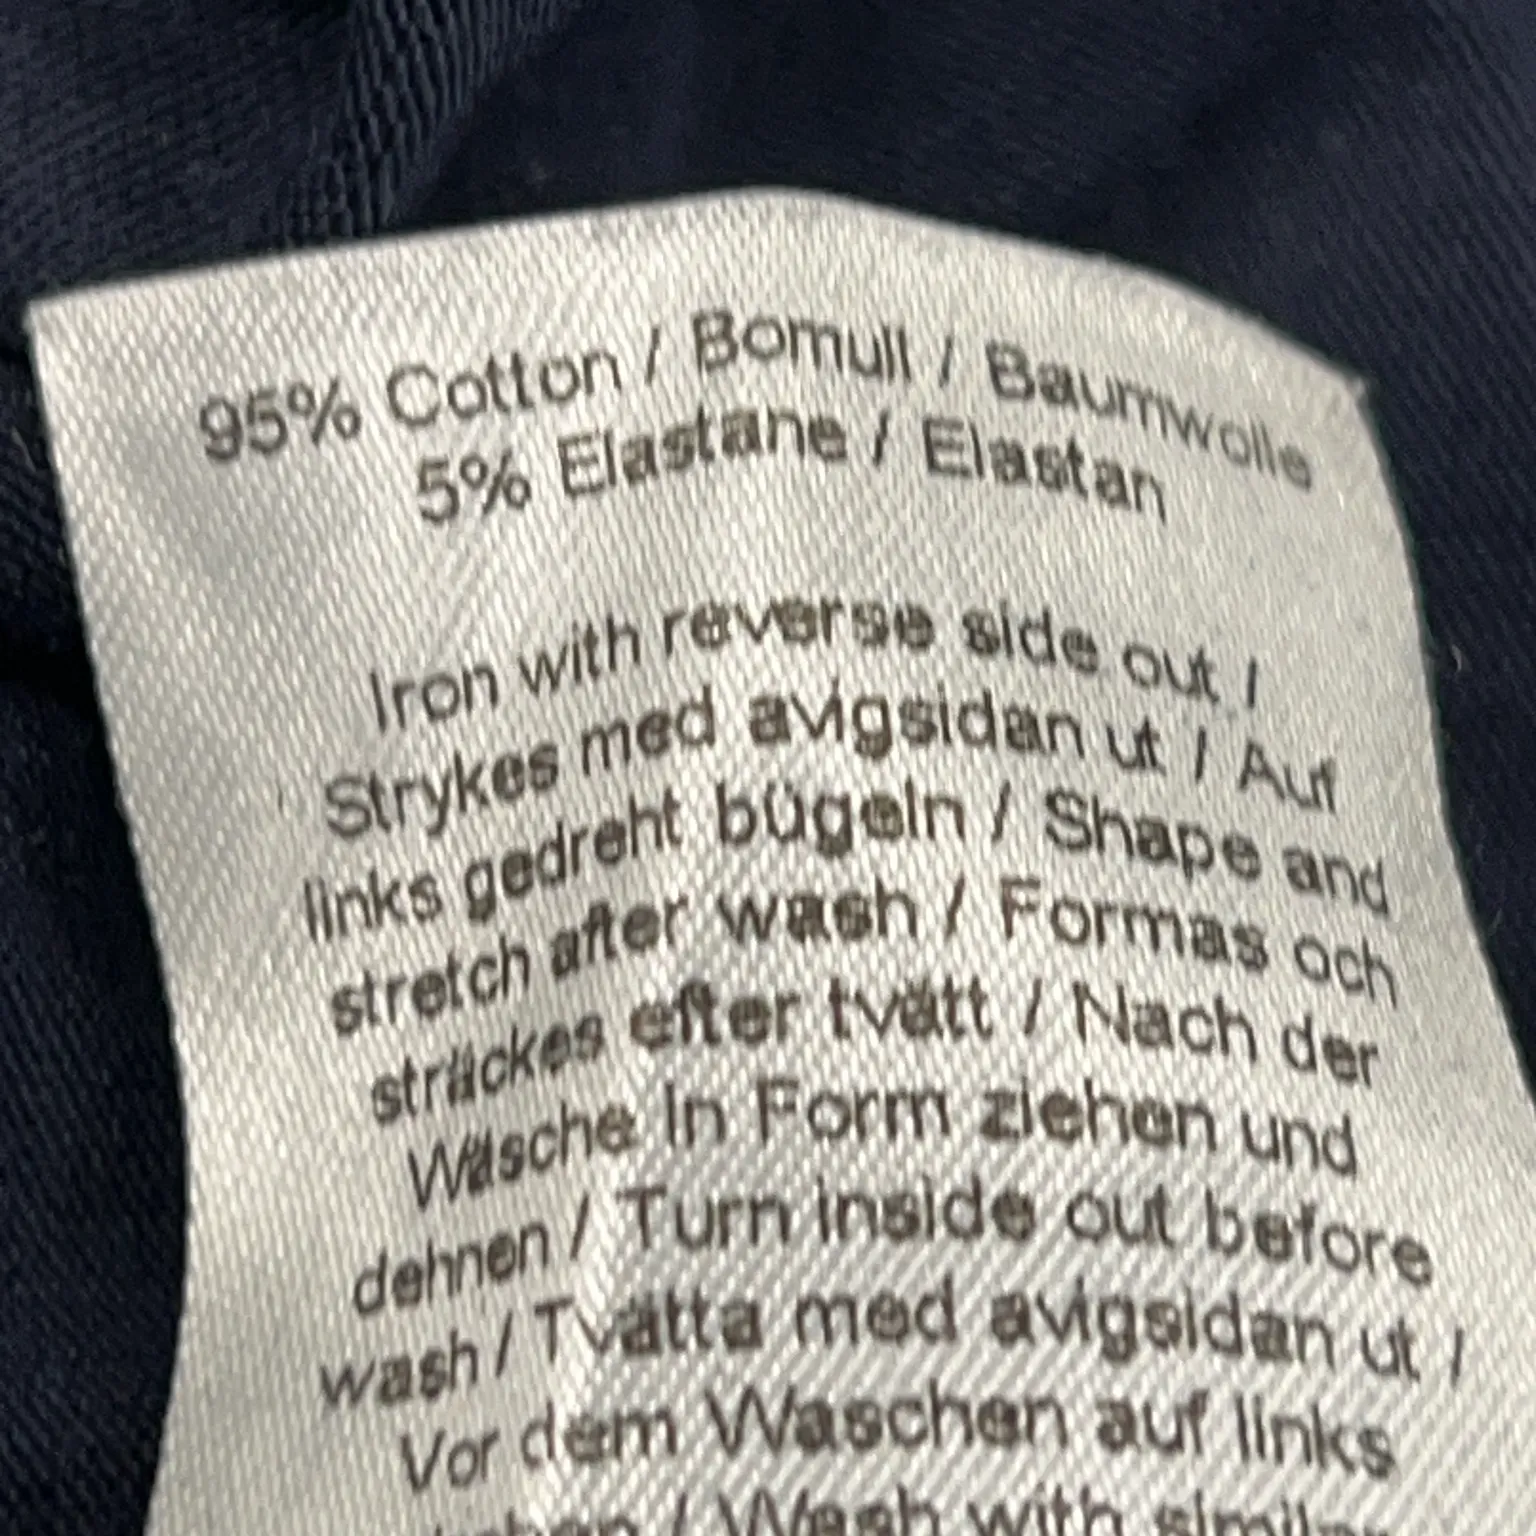 95% Cotton / Bomull / Baumwolle
5% Elastane / Elastan
Iron with reverse side out /
Strykes med avigsidan ut / Auf
links gedreht bügeln / Shape and
stretch after wash / Formas och
sträckes efter tvätt / Nach der
Wäsche in Form ziehen und
dehnen / Turn inside out before
wash / Tvätta med avigsidan ut /
Vor dem Waschen auf links
/ Wash with